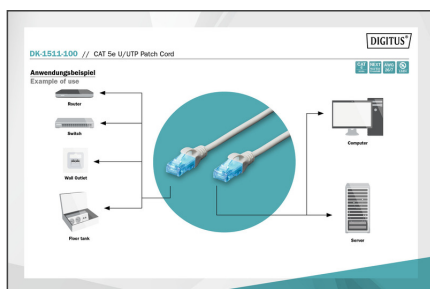 DIGITUS®
DK-1511-100 // CAT 5e U/UTP Patch Cord
Anwendungsbeispiel
Example of use
Router
Switch
Wall Outlet
Floor tank
Computer
Server